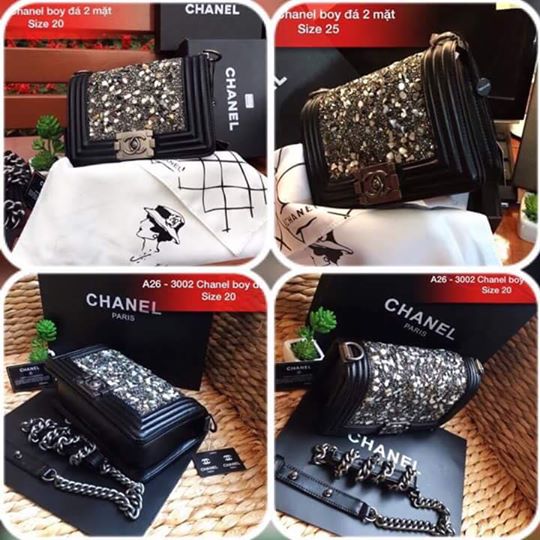 Chanel boy đá 2 mặt
Size 20
CHANEL
CHANEL
Chanel boy đá 2 mặt
Size 25
CHANEL
A26 - 3002 Chanel boy đ
Size 20
CHANEL
PARIS
CHANEL
A26 - 3002 Chanel boy
Size 20
CHANEL
PARIS
CHANEL